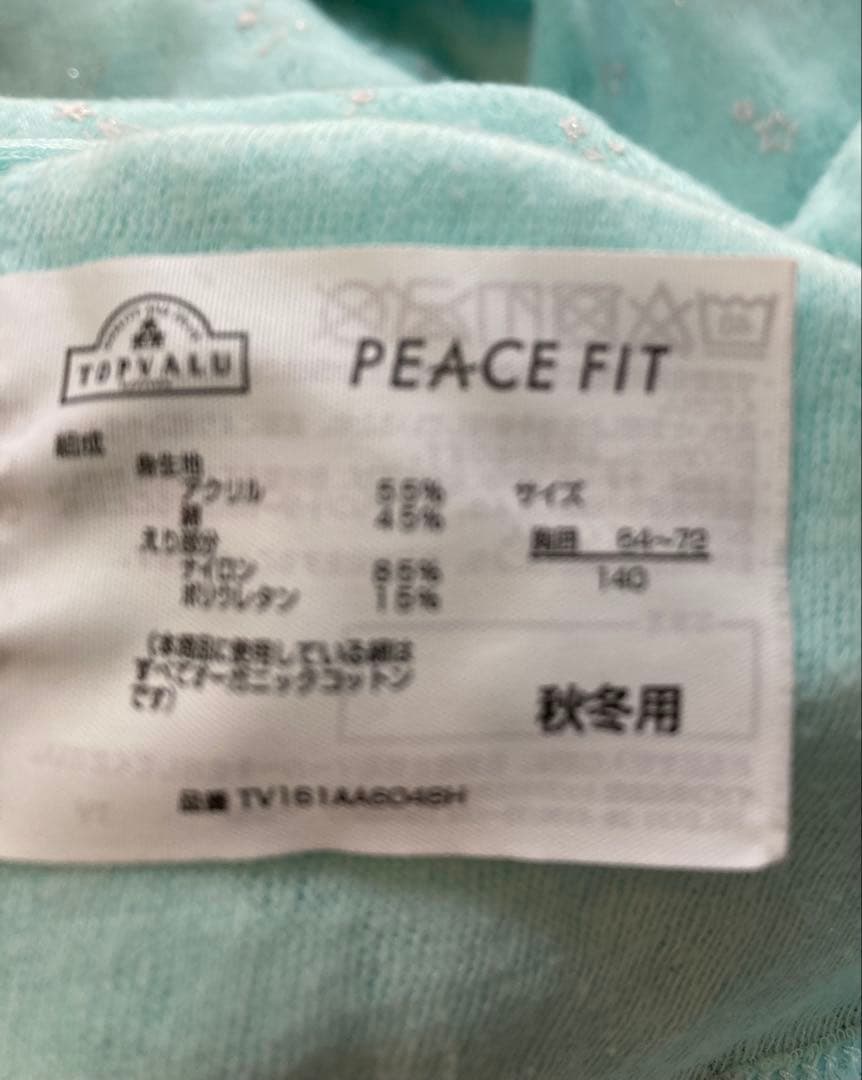 TOPVALU
PEACE FIT
組成
身生地
アクリル 55%
綿 45%
えり部分
ナイロン 85%
ポリウレタン 15%
(本商品に使用している綿は
すべてオーガニックコットン
です)
サイズ
胸囲 64~72
140
秋冬用
品番 TV161AA6046H